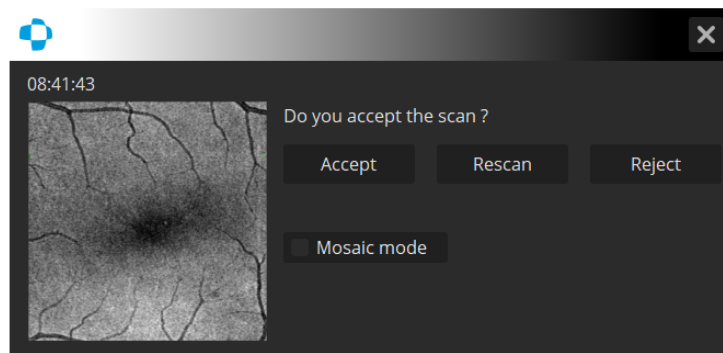 08:41:43
Do you accept the scan ?
Accept Rescan Reject
Mosaic mode